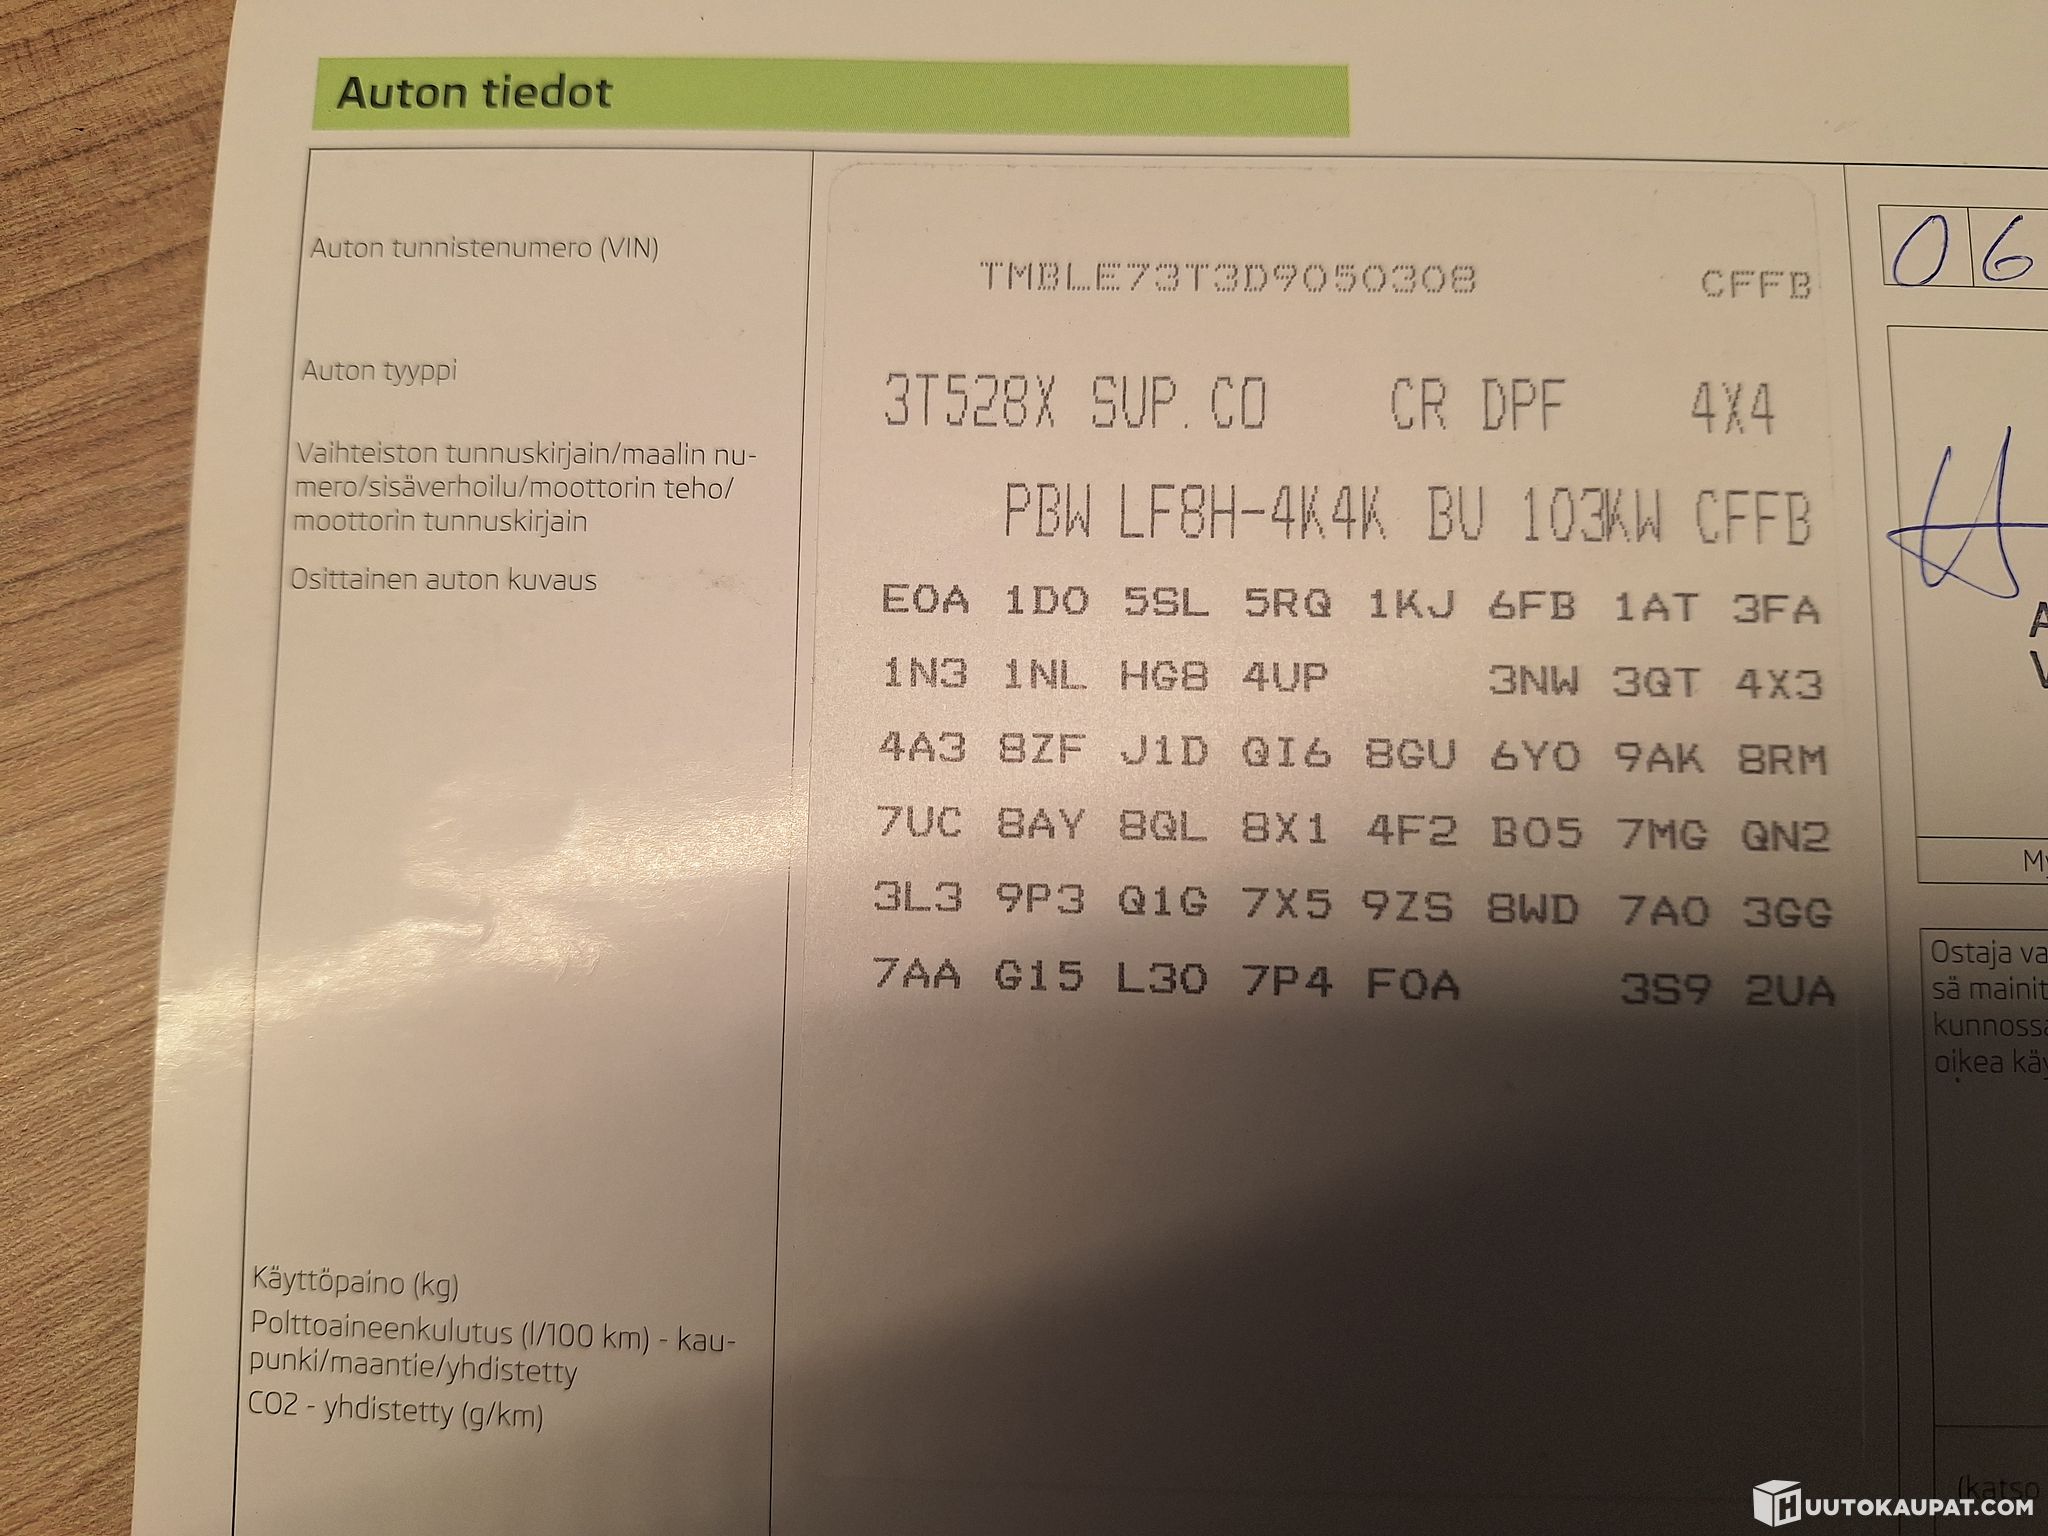 Auton tiedot
Auton tunnistenumero (VIN)
TMBLE73T3D9050308 CFFB
Auton tyyppi
3T528X SUP.CO CR DPF 4X4
Vaihteiston tunnuskirjain/maalin nu-
mero/sisäverhoilu/moottorin teho/
moottorin tunnuskirjain
PBW LF8H-4K4K BU 103KW CFFB
Osittainen auton kuvaus
E0A 1D0 5SL 5RQ 1KJ 6FB 1AT 3FA
1N3 1NL HG8 4UP 3NW 3QT 4X3
4A3 8ZF J1D QI6 8GU 6Y0 9AK 8RM
7UC 8AY 8QL 8X1 4F2 B05 7MG QN2
3L3 9P3 Q1G 7X5 9ZS 8WD 7A0 3GG
7AA G15 L30 7P4 F0A 3S9 2UA
Käyttöpaino (kg)
Polttoaineenkulutus (l/100 km) - kau-
punki/maantie/yhdistetty
CO2 - yhdistetty (g/km)
06
A
V
My
Ostaja va
sä mainit
kunnossa
oikea käy
(katso
HUUTOKAUPAT.COM